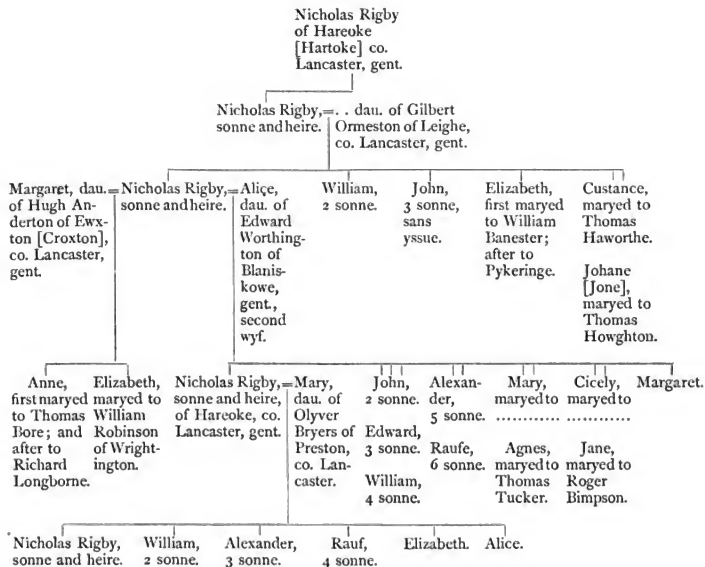 Nicholas Rigby
of Hareoke
[Hartoke] co.
Lancaster, gent.
Nicholas Rigby,=. . dau. of Gilbert
sonne and heire. Ormeston of Leighe,
co. Lancaster, gent.
Margaret, dau.
of Hugh An-
derton of Ewx-
ton [Croxton],
co. Lancaster,
gent.
=Nicholas Rigby,=
sonne and heire.
Alice,
dau. of
Edward
Worthing-
ton of
Blanis-
kowe,
gent.,
second
wyf.
William,
2 sonne.
John,
3 sonne,
sans
yssue.
Elizabeth,
first maryed
to William
Banester;
after to
Pykeringe.
Custance,
maryed to
Thomas
Haworthe.
Johane
[Jone],
maryed to
Thomas
Howghton.
Anne,
first maryed
to Thomas
Bore; and
after to
Richard
Longborne.
Elizabeth,
maryed to
William
Robinson
of Wright-
ington.
Nicholas Rigby,=
sonne and heire,
of Hareoke, co.
Lancaster, gent.
Mary,
dau. of
Olyver
Bryers of
Preston,
co. Lan-
caster.
John,
2 sonne.
Edward,
3 sonne.
William,
4 sonne.
Alexan-
der,
5 sonne.
Raufe,
6 sonne.
Mary,
maryed to
............
Agnes,
maryed to
Thomas
Tucker.
Cicely,
maryed to
............
Jane,
maryed to
Roger
Bimpson.
Margaret.
Nicholas Rigby,
sonne and heire.
William,
2 sonne.
Alexander,
3 sonne.
Rauf,
4 sonne.
Elizabeth.
Alice.